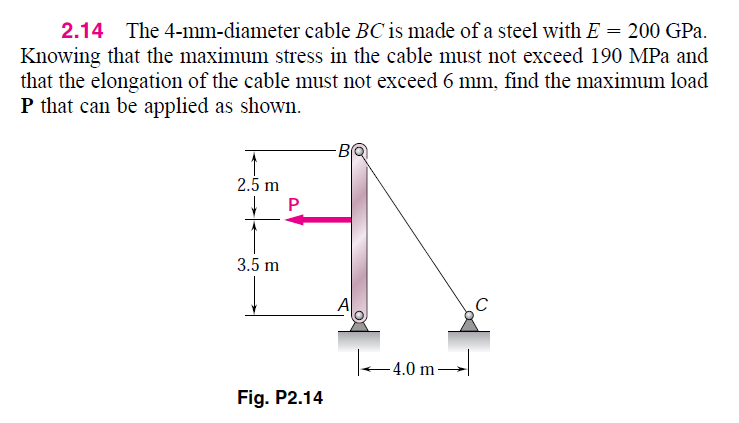 2.14 The 4-mm-diameter cable BC is made of a steel with E = 200 GPa.
Knowing that the maximum stress in the cable must not exceed 190 MPa and
that the elongation of the cable must not exceed 6 mm, find the maximum load
P that can be applied as shown.
B
2.5 m
P
3.5 m
A
C
4.0 m
Fig. P2.14